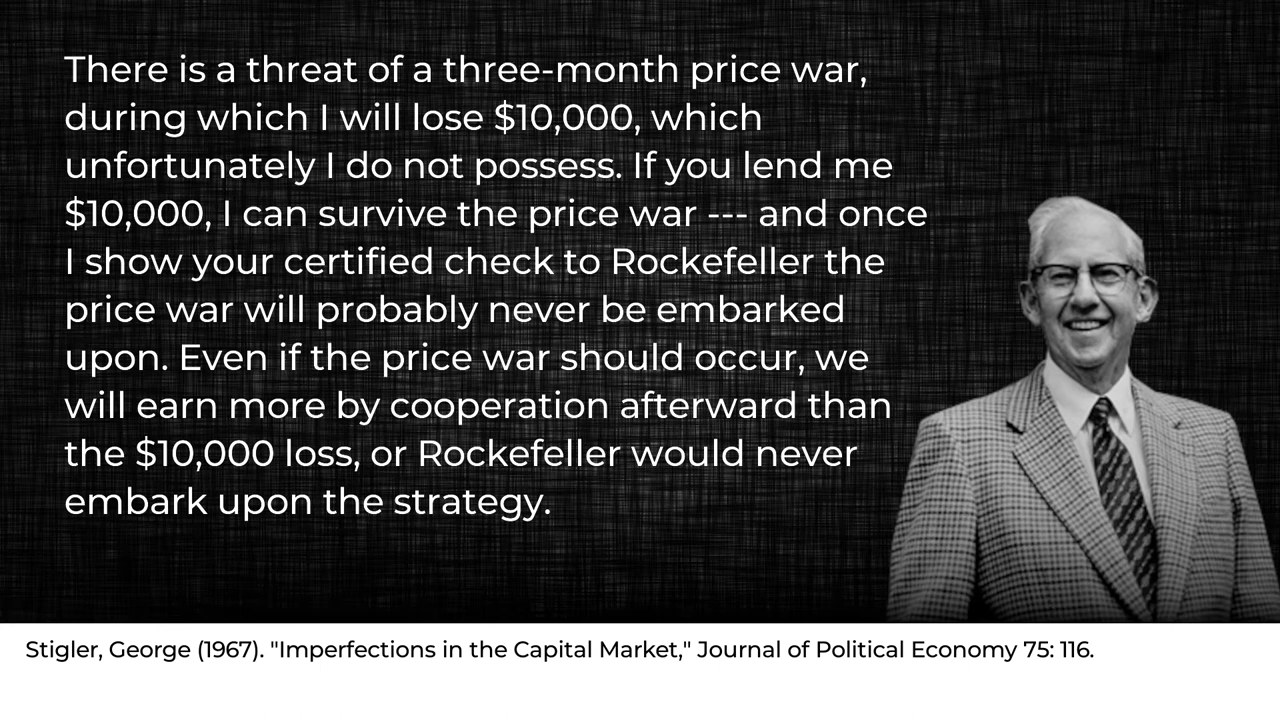 There is a threat of a three-month price war,
during which I will lose $10,000, which
unfortunately I do not possess. If you lend me
$10,000, I can survive the price war --- and once
I show your certified check to Rockefeller the
price war will probably never be embarked
upon. Even if the price war should occur, we
will earn more by cooperation afterward than
the $10,000 loss, or Rockefeller would never
embark upon the strategy.
Stigler, George (1967). "Imperfections in the Capital Market," Journal of Political Economy 75: 116.